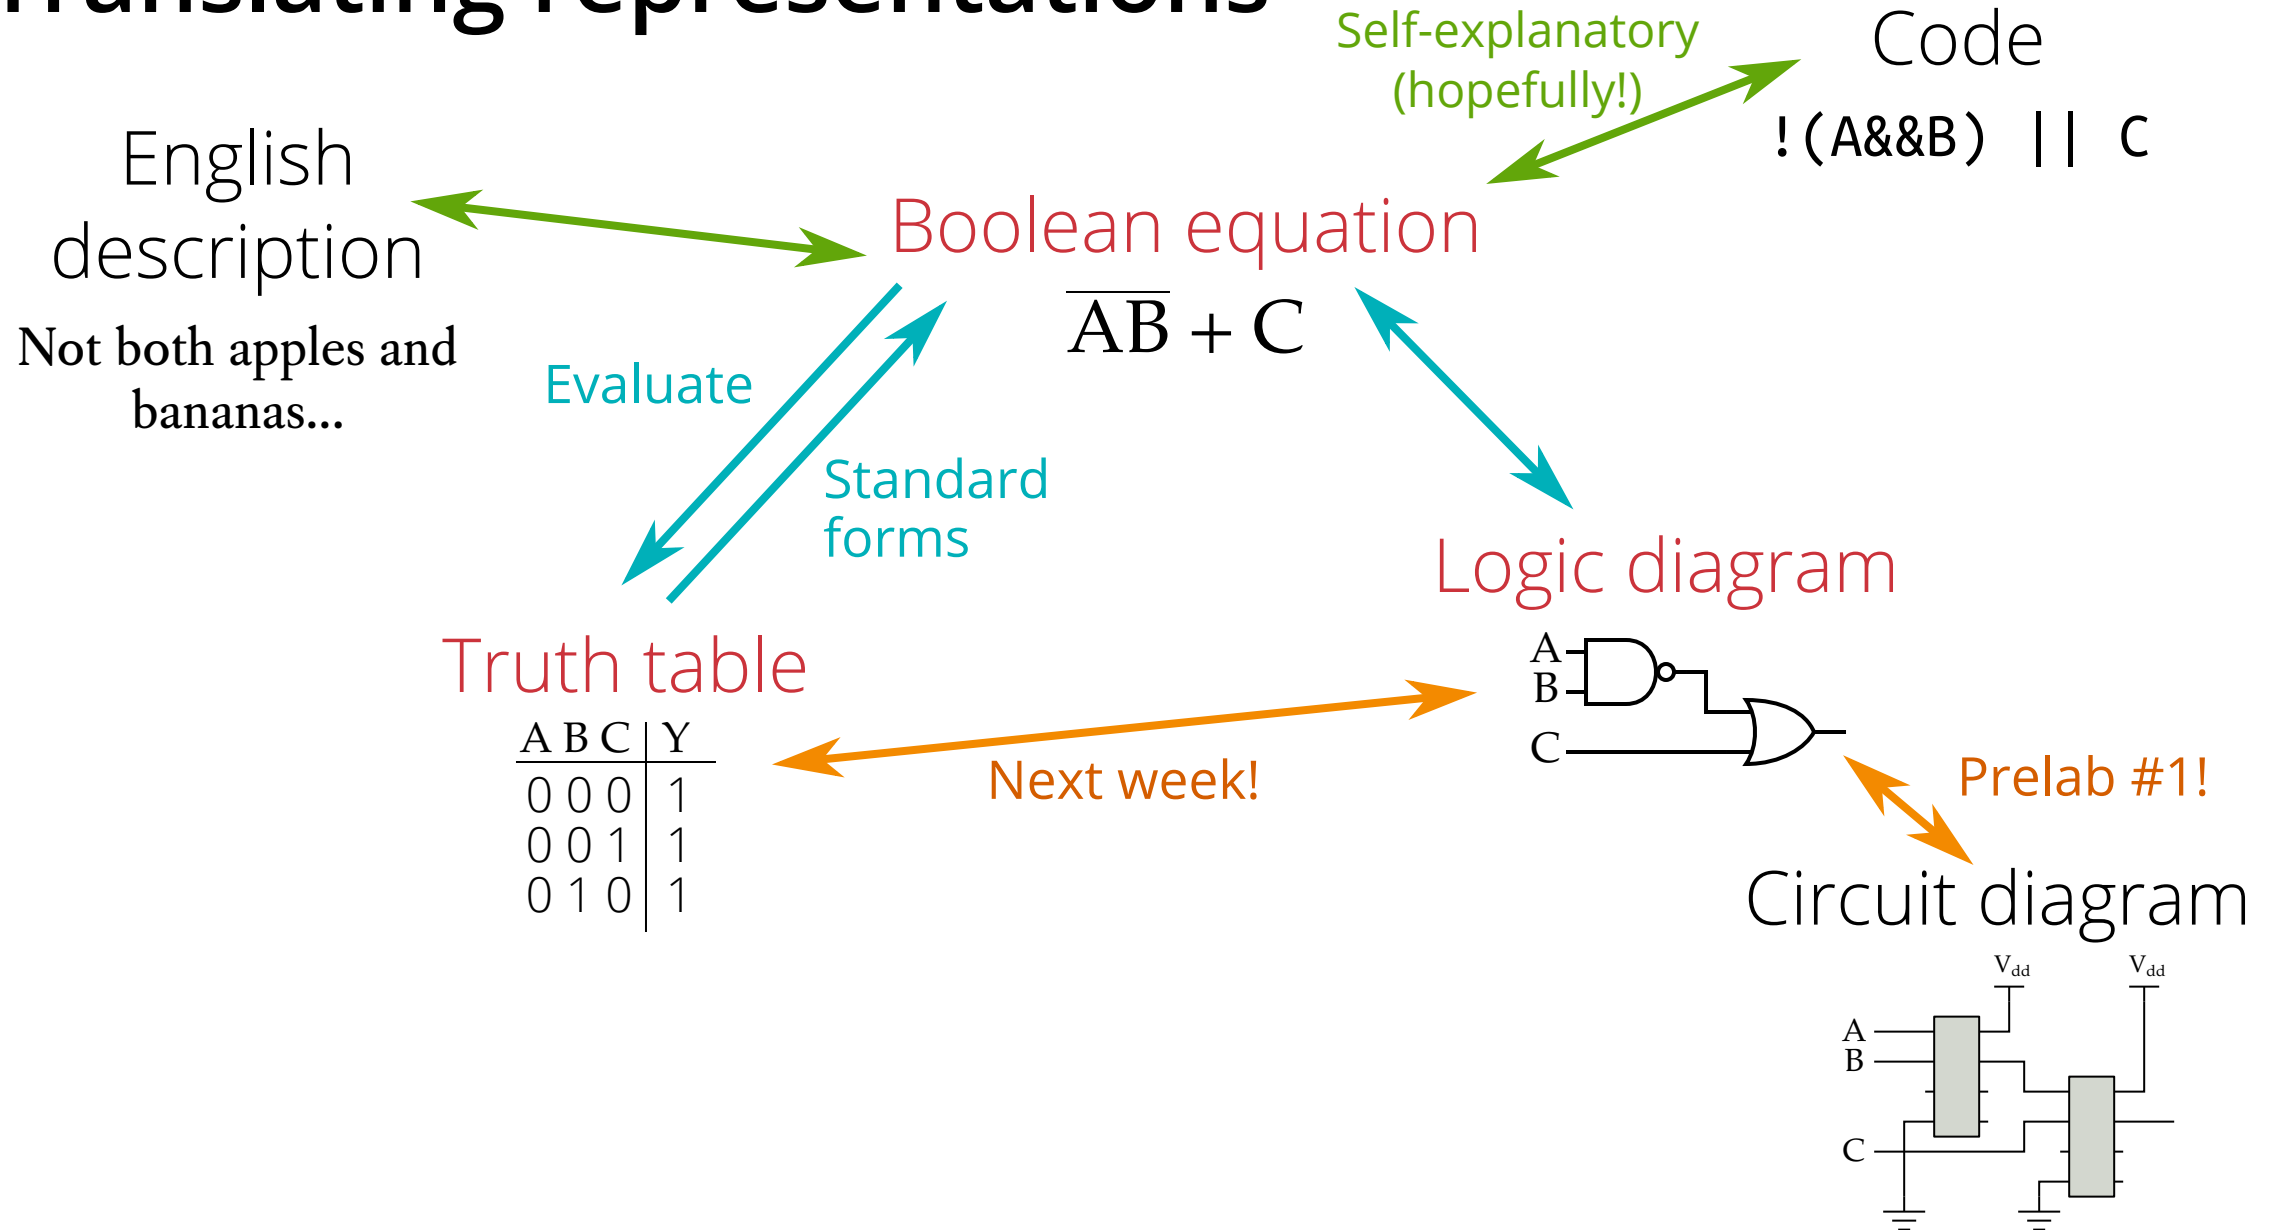 Translating representations
Self-explanatory
(hopefully!)
Code
!(A&&B) || C
English
description
Not both apples and
bananas...
Boolean equation
A̅B̅ + C
Evaluate
Standard
forms
Logic diagram
A
B
C
Truth table
A B C Y
0 0 0 1
0 0 1 1
0 1 0 1
Next week!
Prelab #1!
Circuit diagram
Vdd Vdd
A
B
C